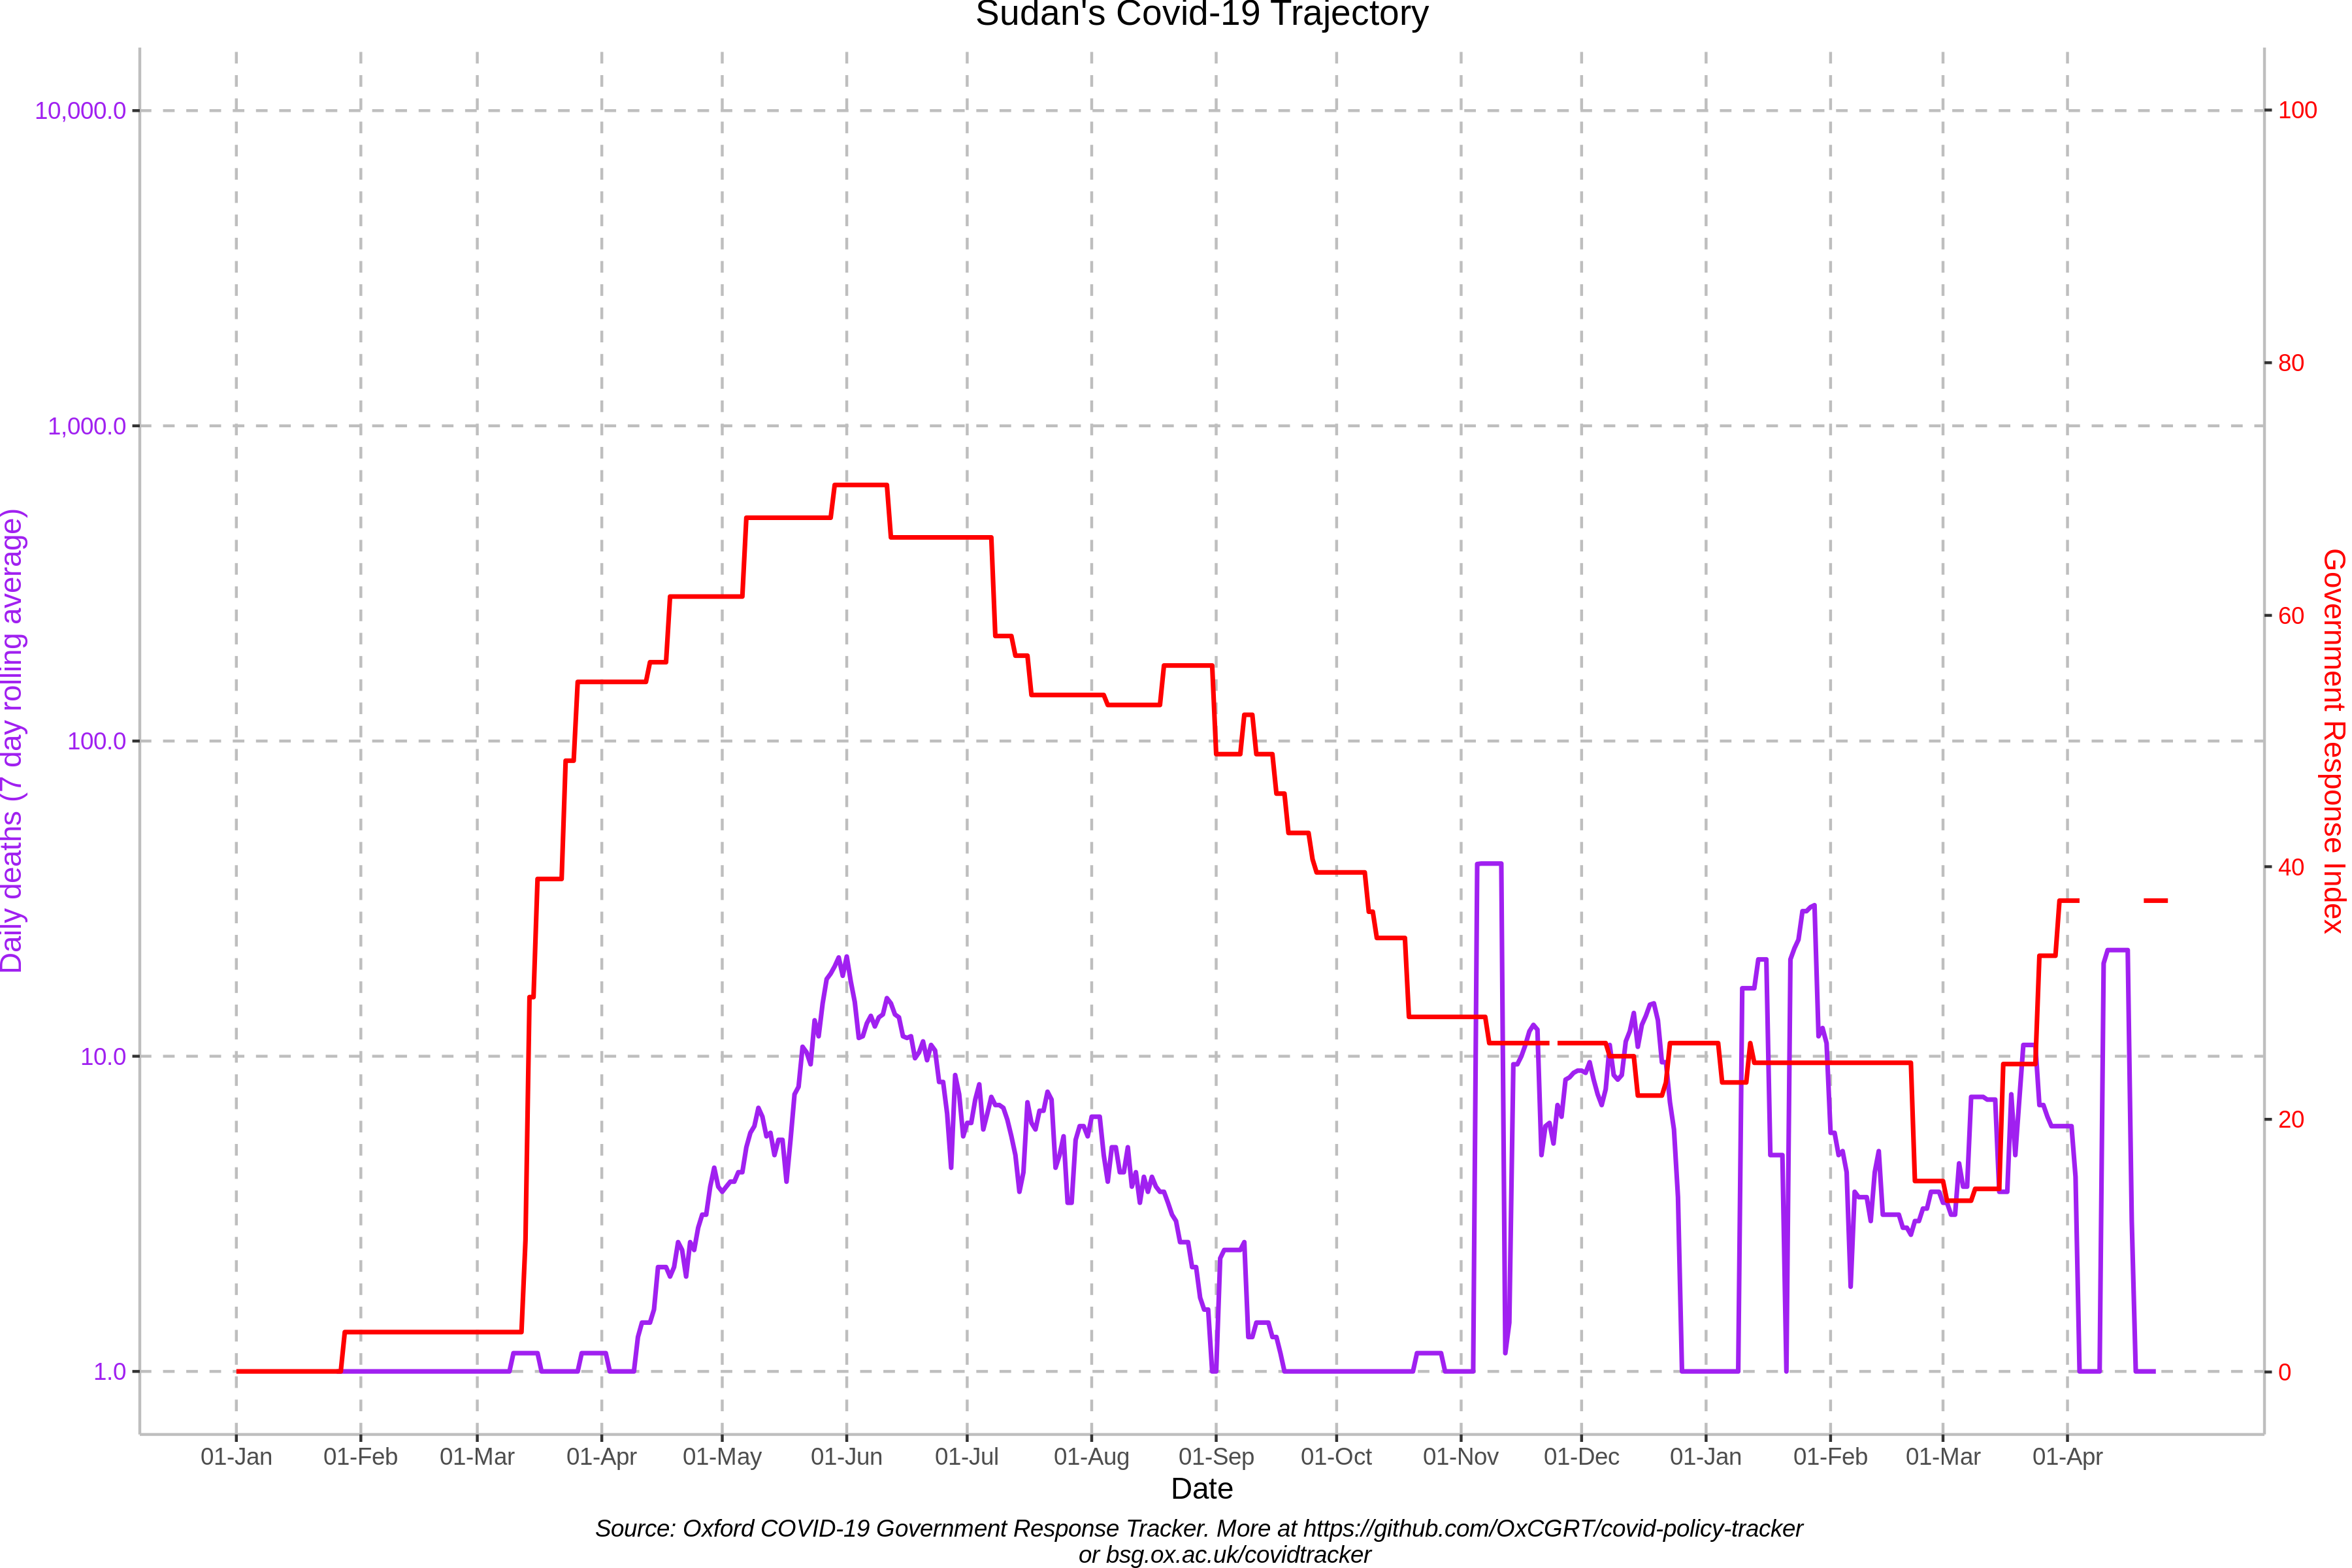 Sudan's Covid-19 Trajectory
10,000.0
1,000.0
100.0
10.0
1.0
Daily deaths (7 day rolling average)
100
80
60
40
20
0
Government Response Index
01-Jan 01-Feb 01-Mar 01-Apr 01-May 01-Jun 01-Jul 01-Aug 01-Sep 01-Oct 01-Nov 01-Dec 01-Jan 01-Feb 01-Mar 01-Apr
Date
Source: Oxford COVID-19 Government Response Tracker. More at https://github.com/OxCGRT/covid-policy-tracker
or bsg.ox.ac.uk/covidtracker